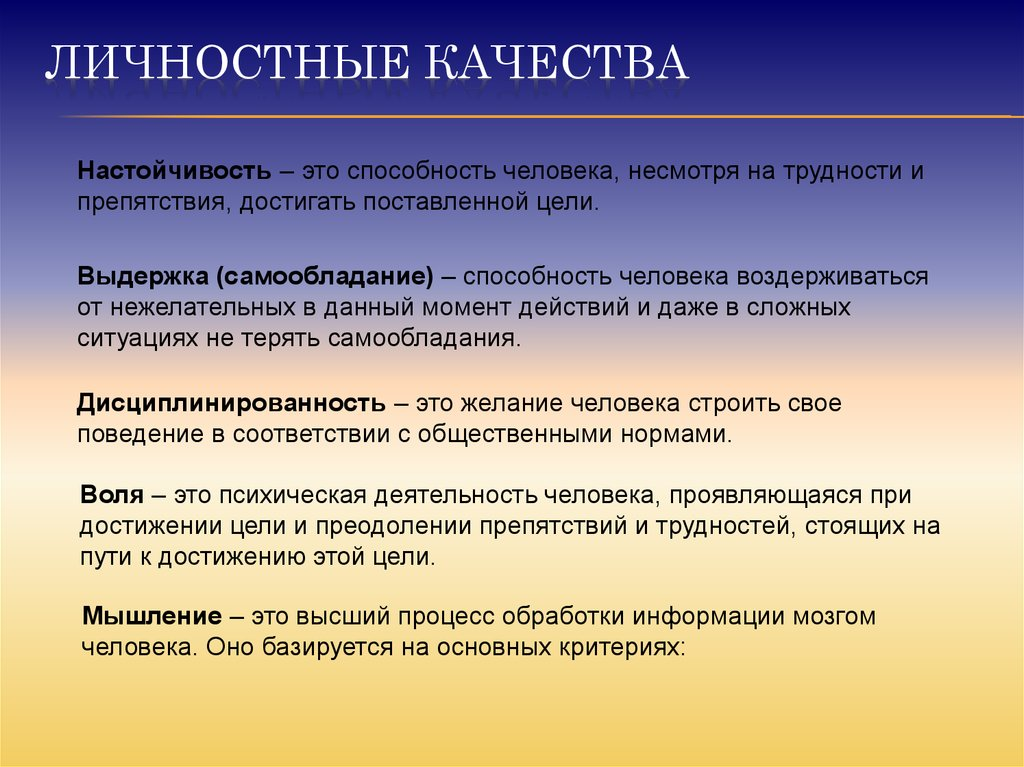 ЛИЧНОСТНЫЕ КАЧЕСТВА
Настойчивость – это способность человека, несмотря на трудности и
препятствия, достигать поставленной цели.
Выдержка (самообладание) – способность человека воздерживаться
от нежелательных в данный момент действий и даже в сложных
ситуациях не терять самообладания.
Дисциплинированность – это желание человека строить свое
поведение в соответствии с общественными нормами.
Воля – это психическая деятельность человека, проявляющаяся при
достижении цели и преодолении препятствий и трудностей, стоящих на
пути к достижению этой цели.
Мышление – это высший процесс обработки информации мозгом
человека. Оно базируется на основных критериях: